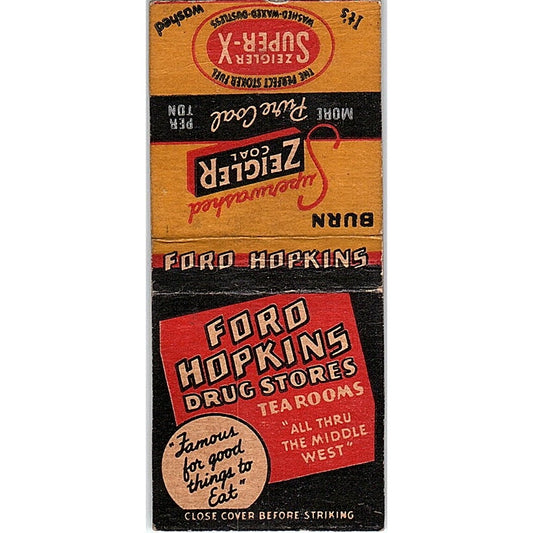 It's
washed
ZEIGLER
SUPER-X
WASHED-WAXED-DUSTLESS
THE PERFECT STOKER FUEL
MORE
Pure Coal
PER
TON
BURN
Superwashed
ZEIGLER
COAL
FORD HOPKINS
FORD
HOPKINS
DRUG STORES
TEA ROOMS
"ALL THRU
THE MIDDLE
WEST"
"Famous
for good
things to
Eat"
CLOSE COVER BEFORE STRIKING